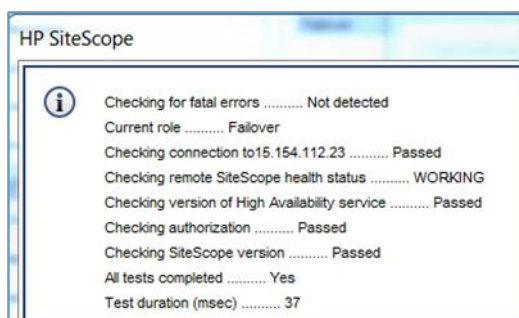 Failover
HP SiteScope
Checking for fatal errors .......... Not detected
Current role .......... Failover
Checking connection to15.154.112.23 .......... Passed
Checking remote SiteScope health status .......... WORKING
Checking version of High Availability service .......... Passed
Checking authorization .......... Passed
Checking SiteScope version .......... Passed
All tests completed .......... Yes
Test duration (msec) .......... 37